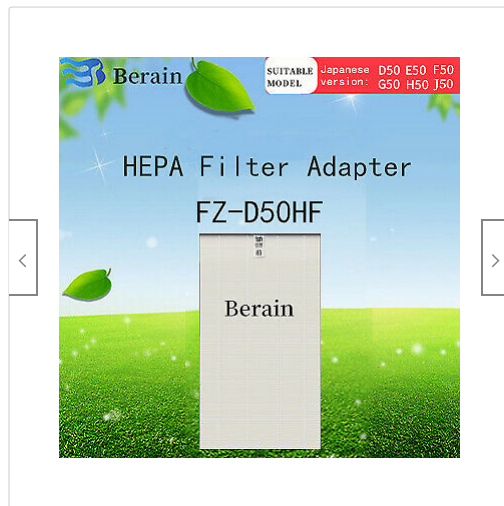 Berain
SUITABLE
MODEL
Japanese
version:
D50 E50 F50
G50 H50 J50
HEPA Filter Adapter
FZ-D50HF
Berain